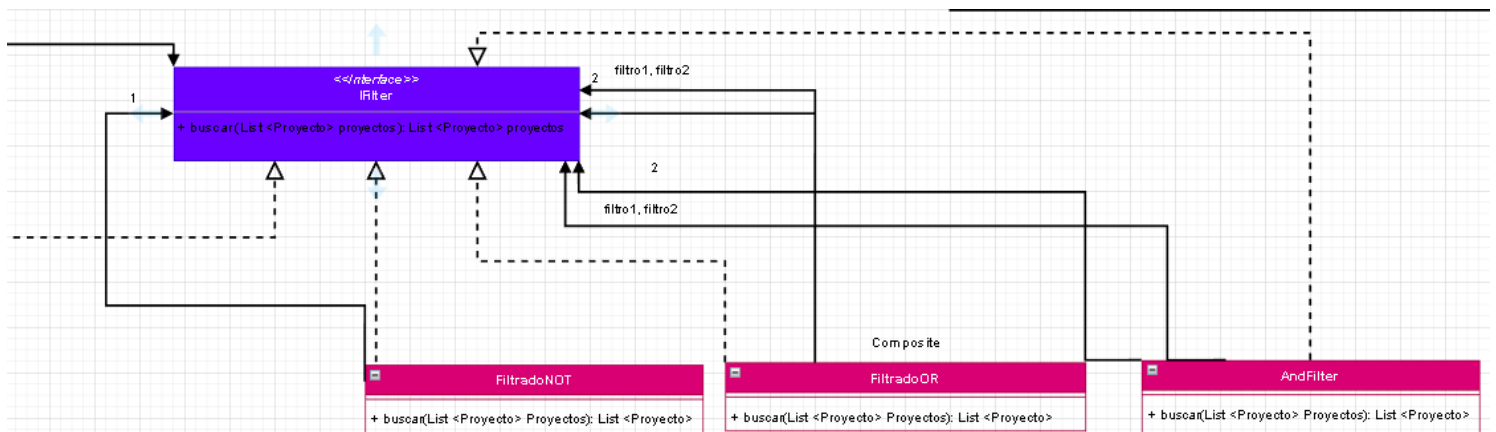 <<Interface>>
IFilter
+ buscar(List <Proyecto> proyectos): List <Proyecto> proyectos
1
2
filtro1, filtro2
2
filtro1, filtro2
Composite
FiltradoNOT
+ buscar(List <Proyecto> Proyectos): List <Proyecto>
FiltradoOR
+ buscar(List <Proyecto> Proyectos): List <Proyecto>
AndFilter
+ buscar(List <Proyecto> Proyectos): List <Proyecto>